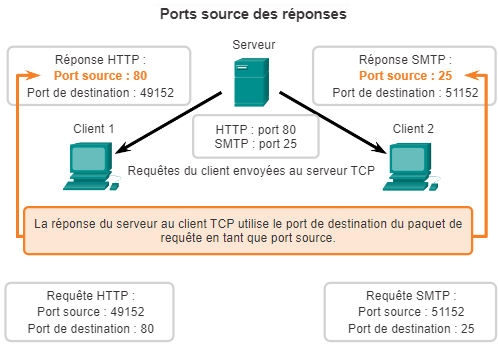 Ports source des réponses
Serveur
Réponse HTTP :
Port source : 80
Port de destination : 49152
Réponse SMTP :
Port source : 25
Port de destination : 51152
HTTP : port 80
SMTP : port 25
Client 1
Client 2
Requêtes du client envoyées au serveur TCP
La réponse du serveur au client TCP utilise le port de destination du paquet de
requête en tant que port source.
Requête HTTP :
Port source : 49152
Port de destination : 80
Requête SMTP :
Port source : 51152
Port de destination : 25